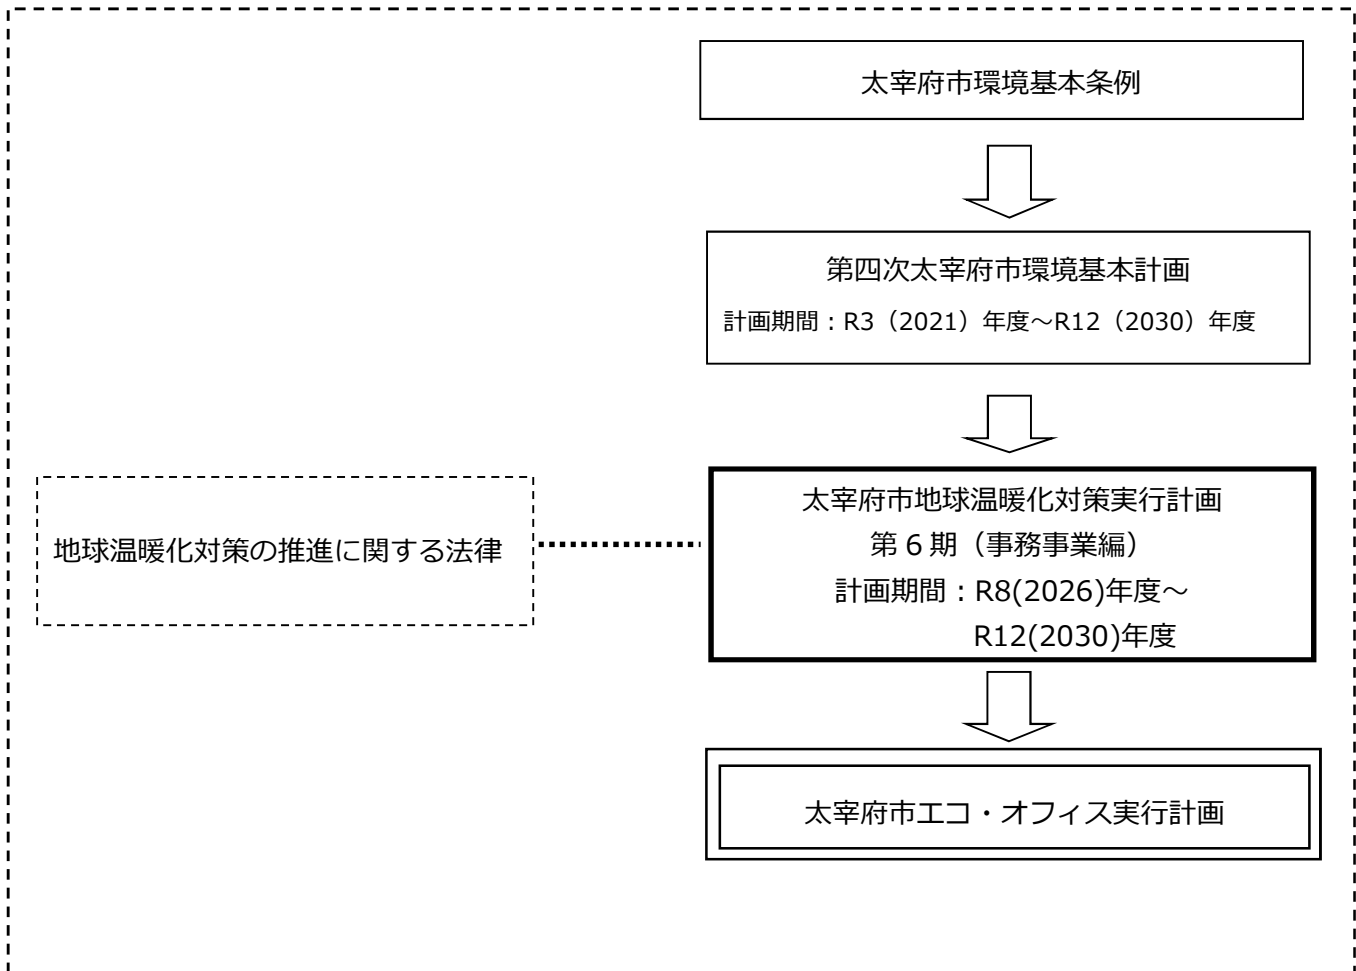 太宰府市環境基本条例
第四次太宰府市環境基本計画
計画期間：R3（2021）年度～R12（2030）年度
地球温暖化対策の推進に関する法律
太宰府市地球温暖化対策実行計画
第６期（事務事業編）
計画期間：R8(2026)年度～
R12(2030)年度
太宰府市エコ・オフィス実行計画